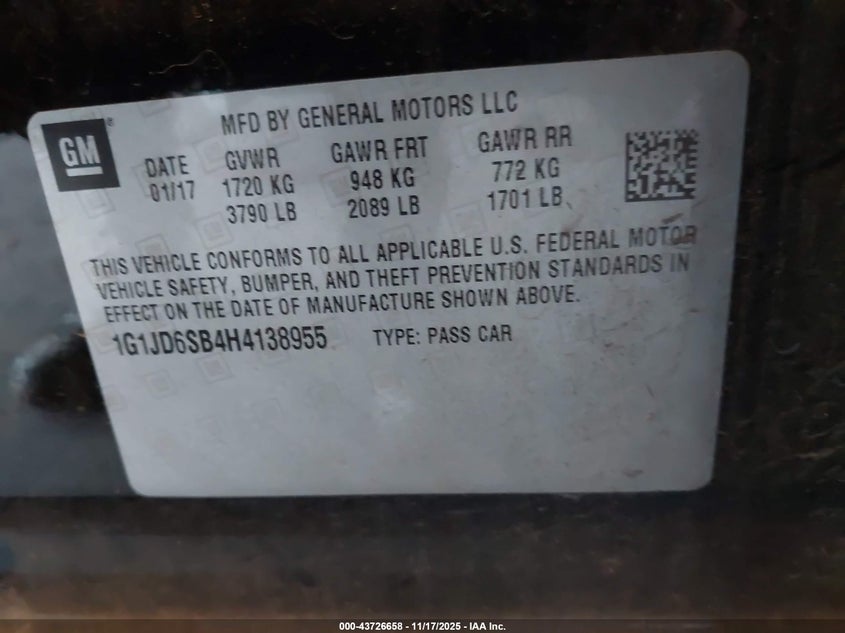 GM®
MFD BY GENERAL MOTORS LLC
DATE GVWR GAWR FRT GAWR RR
01/17 1720 KG 948 KG 772 KG
3790 LB 2089 LB 1701 LB
THIS VEHICLE CONFORMS TO ALL APPLICABLE U.S. FEDERAL MOTOR
VEHICLE SAFETY, BUMPER, AND THEFT PREVENTION STANDARDS IN
EFFECT ON THE DATE OF MANUFACTURE SHOWN ABOVE.
1G1JD6SB4H4138955 TYPE: PASS CAR
000-43726658 - 11/17/2025 - IAA Inc.